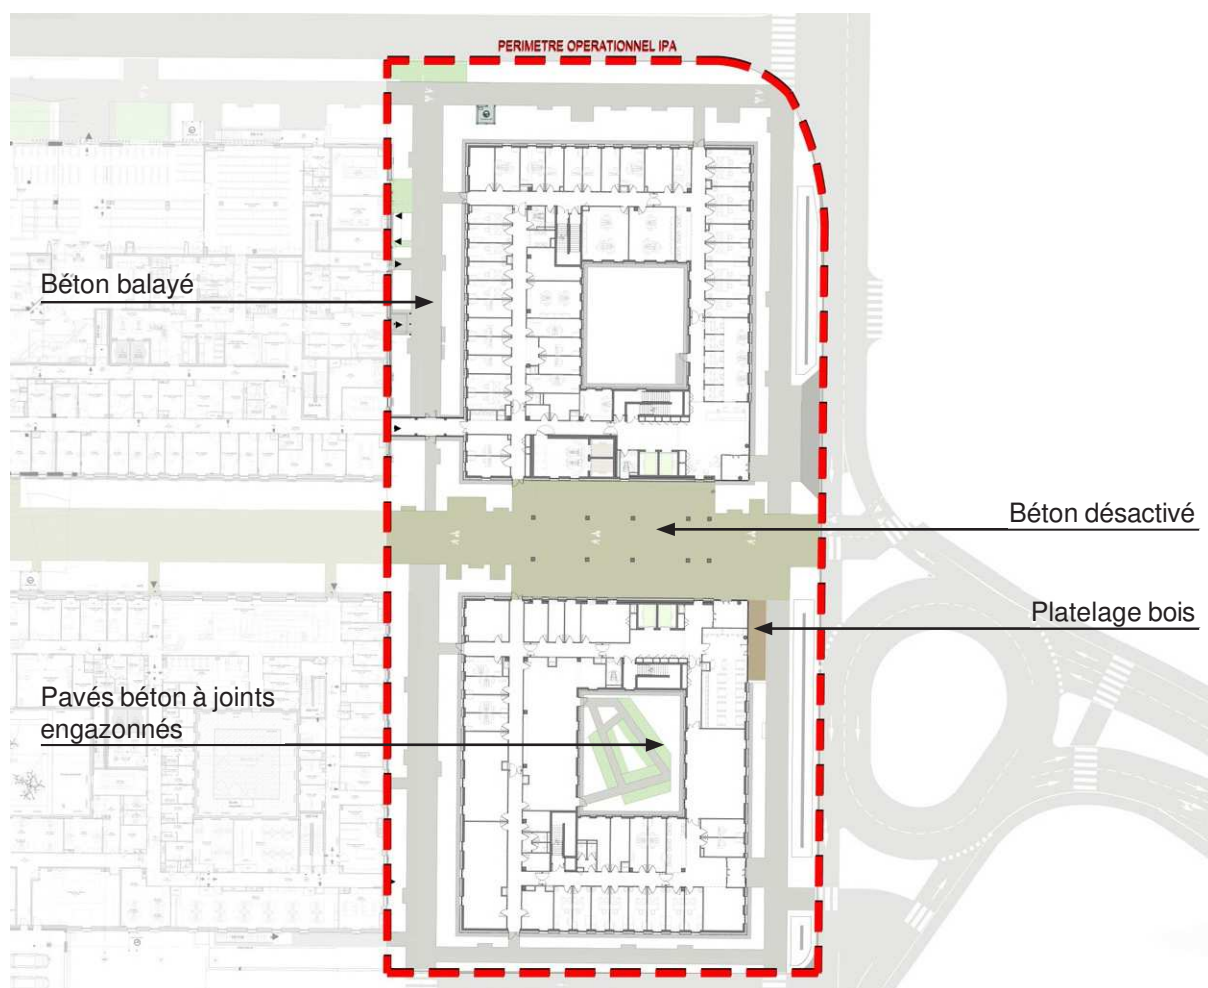 PERIMETRE OPERATIONNEL IPA
Béton balayé
Béton désactivé
Platelage bois
Pavés béton à joints
engazonnés